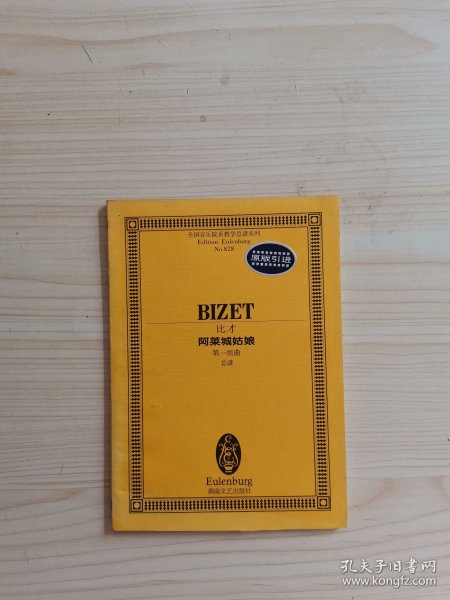 全国音乐院系教学总谱系列
Edition Eulenburg
No.828
原版引进
BIZET
比才
阿莱城姑娘
第一组曲
总谱
Eulenburg
湖南文艺出版社
孔夫子旧书网
www.kongfz.com